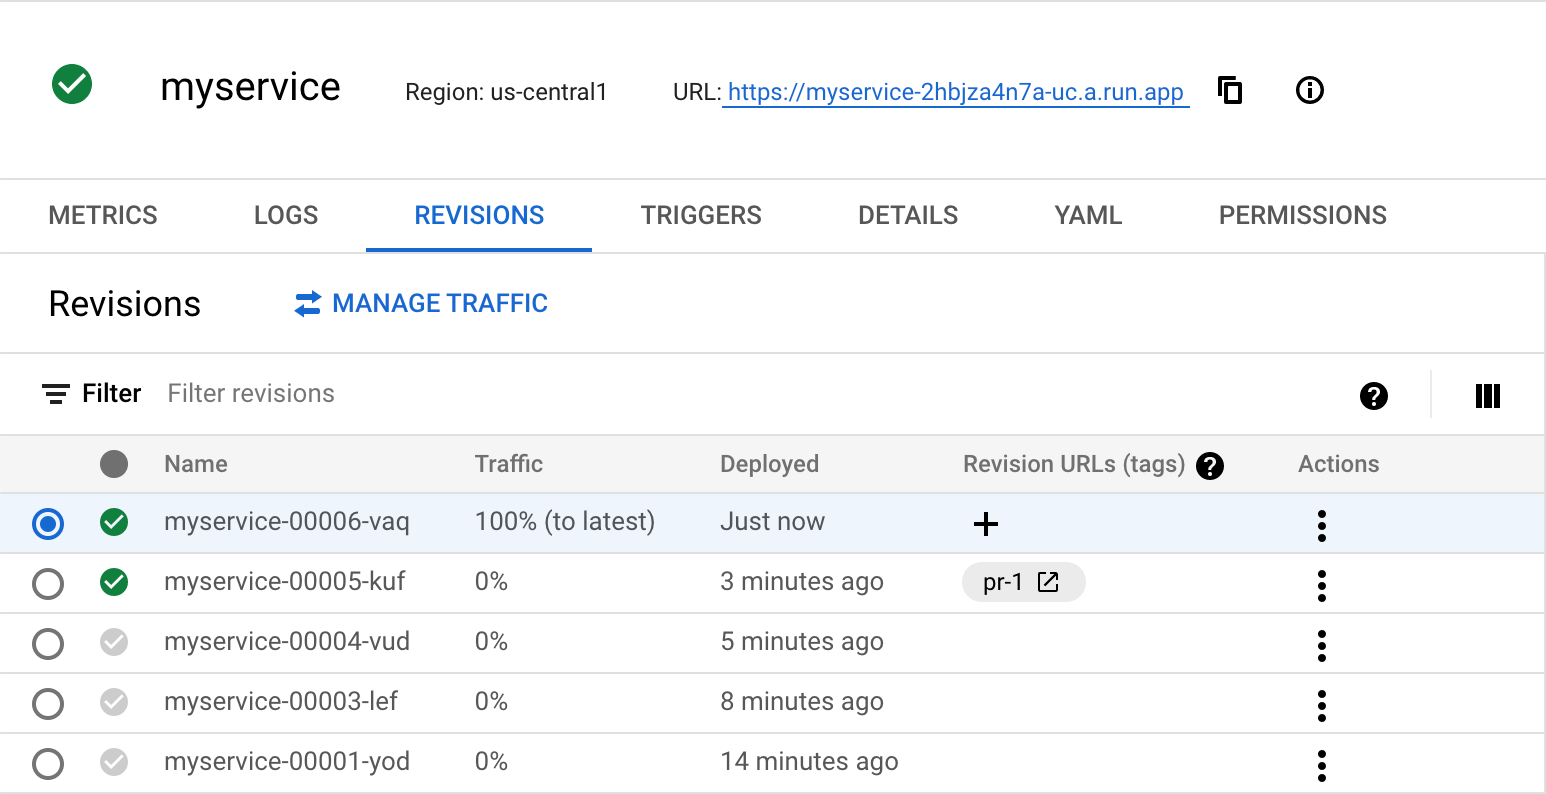 myservice Region: us-central1 URL: https://myservice-2hbjza4n7a-uc.a.run.app
METRICS LOGS REVISIONS TRIGGERS DETAILS YAML PERMISSIONS
Revisions MANAGE TRAFFIC
Filter Filter revisions
Name Traffic Deployed Revision URLs (tags) Actions
myservice-00006-vaq 100% (to latest) Just now
myservice-00005-kuf 0% 3 minutes ago pr-1
myservice-00004-vud 0% 5 minutes ago
myservice-00003-lef 0% 8 minutes ago
myservice-00001-yod 0% 14 minutes ago